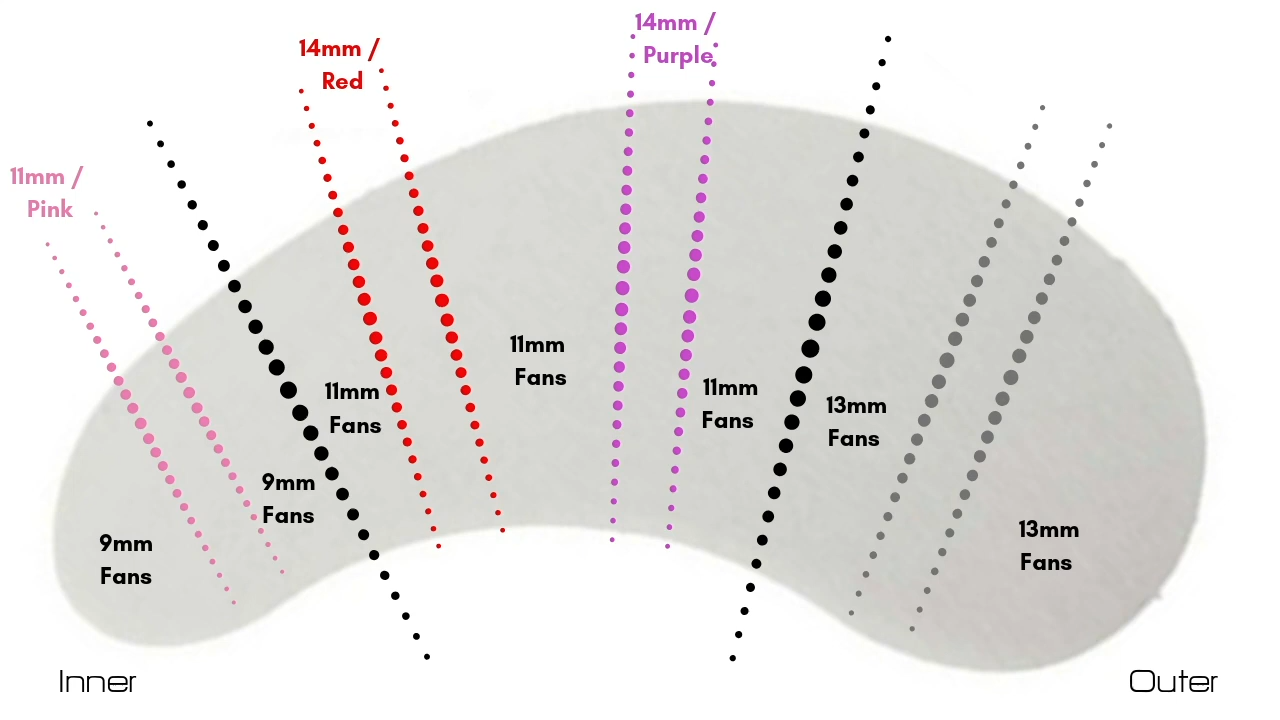 14mm /
Red
14mm /
Purple
11mm /
Pink
11mm
Fans
11mm
Fans
11mm
Fans
13mm
Fans
9mm
Fans
9mm
Fans
13mm
Fans
Inner
Outer